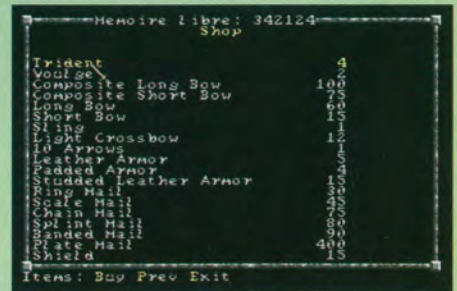 Memoire libre: 342124
Shop
Trident 4
Voulge 2
Composite Long Bow 100
Composite Short Bow 75
Long Bow 60
Short Bow 15
Sling 1
Light Crossbow 12
10 Arrows 1
Leather Armor 5
Padded Armor 4
Studded Leather Armor 15
Ring Mail 30
Scale Mail 45
Chain Mail 75
Splint Mail 80
Banded Mail 90
Plate Mail 400
Shield 15
Items: Buy Prev Exit